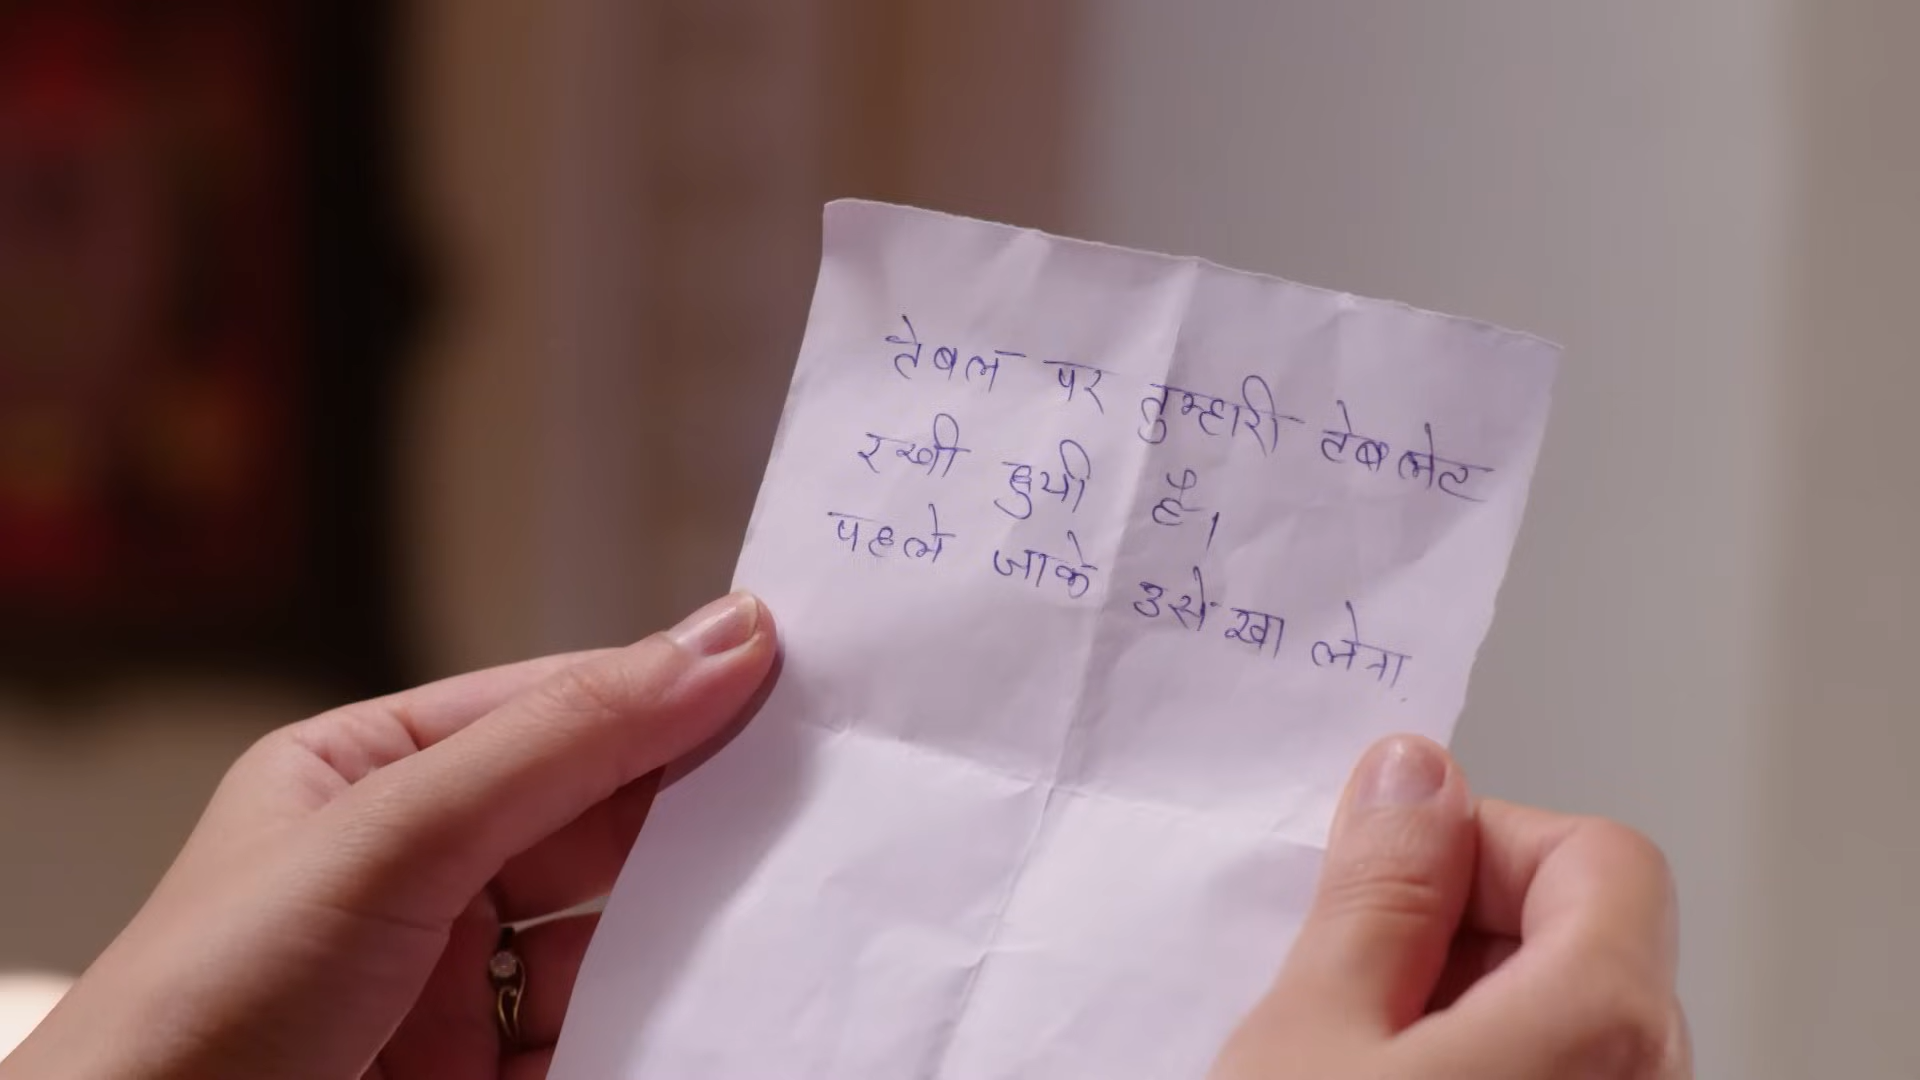 टेबल पर तुम्हारी टेबलेट
रखी हुयी है।
पहले जाके उसे खा लेना.